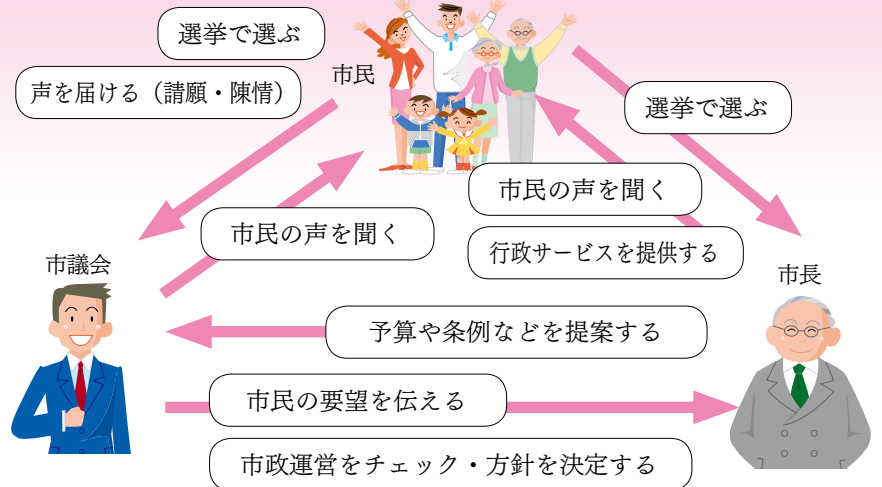 選挙で選ぶ
声を届ける（請願・陳情）
市民
選挙で選ぶ
市民の声を聞く
行政サービスを提供する
市民の声を聞く
市議会
市長
予算や条例などを提案する
市民の要望を伝える
市政運営をチェック・方針を決定する